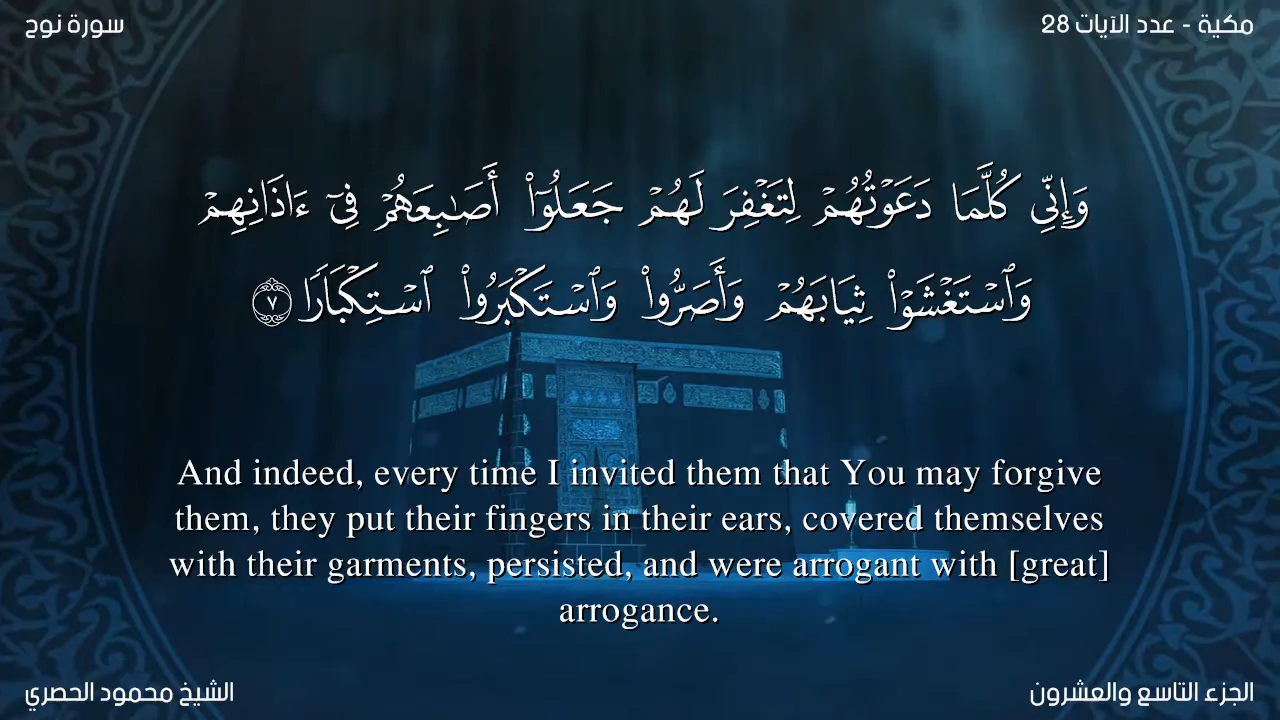 مكية - عدد الآيات 28
سورة نوح
وَإِنِّى كُلَّمَا دَعَوْتُهُمْ لِتَغْفِرَ لَهُمْ جَعَلُوٓا۟ أَصَـٰبِعَهُمْ فِىٓ ءَاذَانِهِمْ
وَٱسْتَغْشَوْا۟ ثِيَابَهُمْ وَأَصَرُّوا۟ وَٱسْتَكْبَرُوا۟ ٱسْتِكْبَارًا ٧
And indeed, every time I invited them that You may forgive
them, they put their fingers in their ears, covered themselves
with their garments, persisted, and were arrogant with [great]
arrogance.
الجزء التاسع والعشرون
الشيخ محمود الحصري